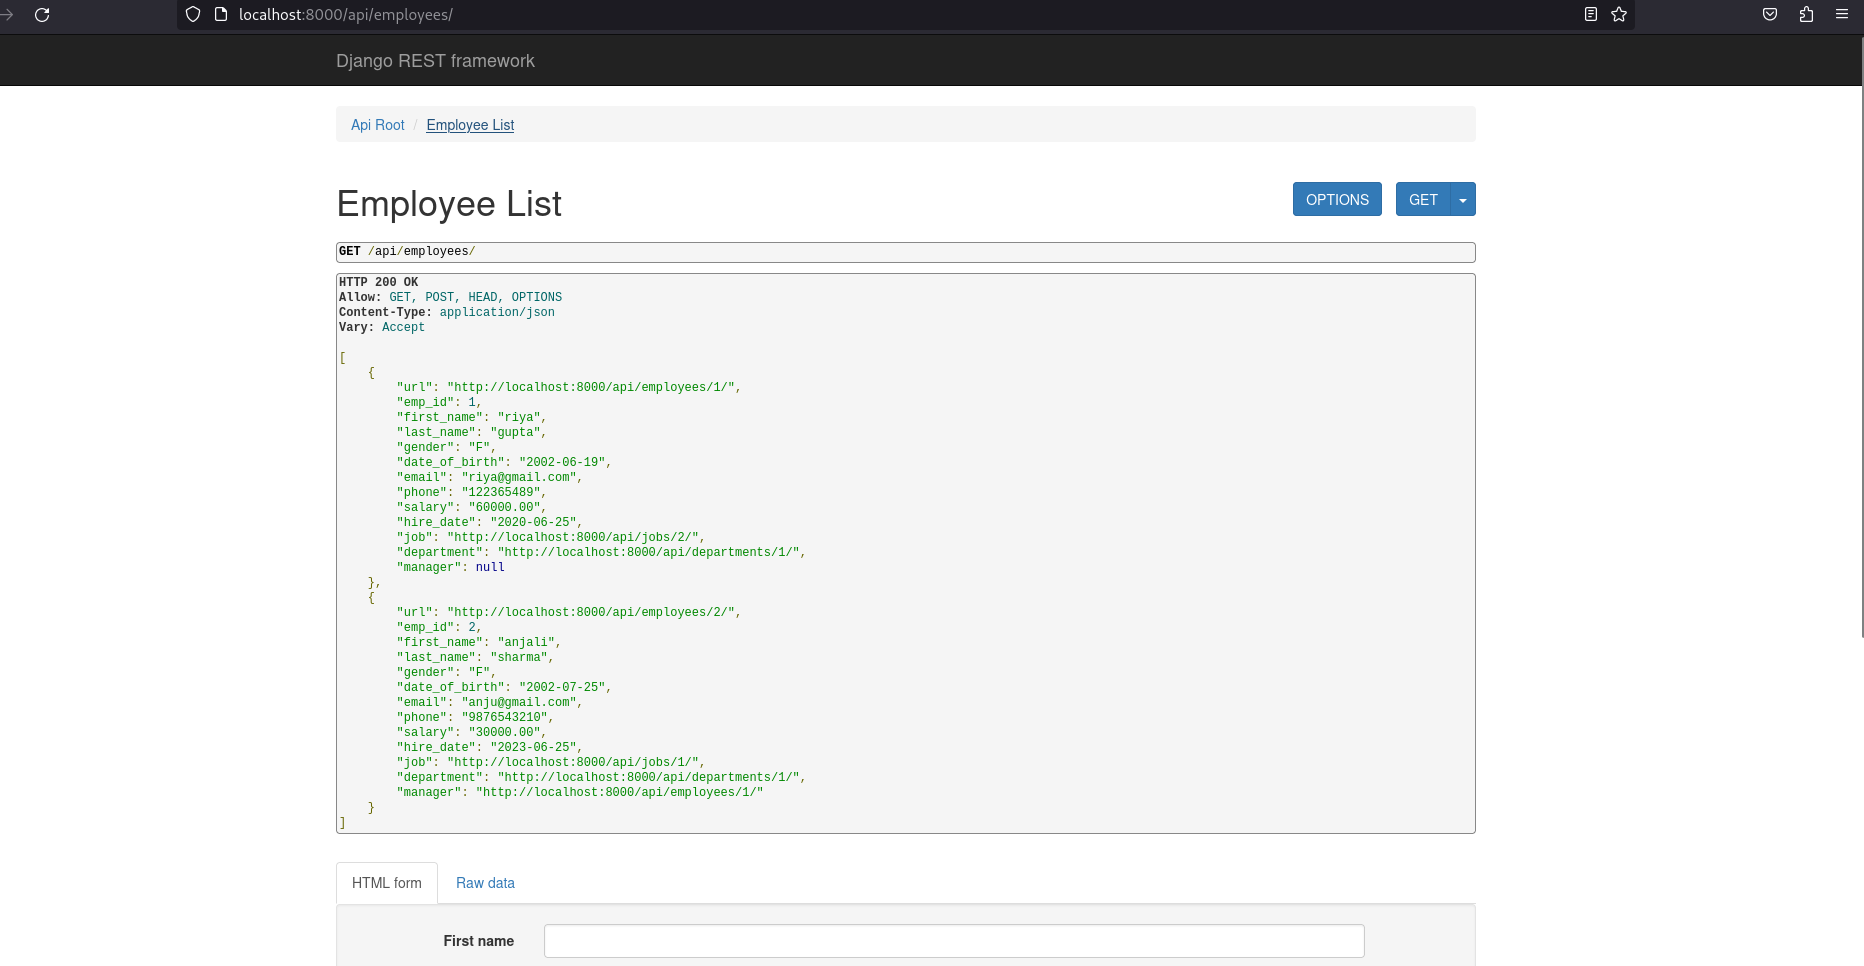 localhost:8000/api/employees/
Django REST framework
Api Root / Employee List
Employee List
OPTIONS
GET
GET /api/employees/
HTTP 200 OK
Allow: GET, POST, HEAD, OPTIONS
Content-Type: application/json
Vary: Accept
[
    {
        "url": "http://localhost:8000/api/employees/1/",
        "emp_id": 1,
        "first_name": "riya",
        "last_name": "gupta",
        "gender": "F",
        "date_of_birth": "2002-06-19",
        "email": "riya@gmail.com",
        "phone": "122365489",
        "salary": "60000.00",
        "hire_date": "2020-06-25",
        "job": "http://localhost:8000/api/jobs/2/",
        "department": "http://localhost:8000/api/departments/1/",
        "manager": null
    },
    {
        "url": "http://localhost:8000/api/employees/2/",
        "emp_id": 2,
        "first_name": "anjali",
        "last_name": "sharma",
        "gender": "F",
        "date_of_birth": "2002-07-25",
        "email": "anju@gmail.com",
        "phone": "9876543210",
        "salary": "30000.00",
        "hire_date": "2023-06-25",
        "job": "http://localhost:8000/api/jobs/1/",
        "department": "http://localhost:8000/api/departments/1/",
        "manager": "http://localhost:8000/api/employees/1/"
    }
]
HTML form
Raw data
First name